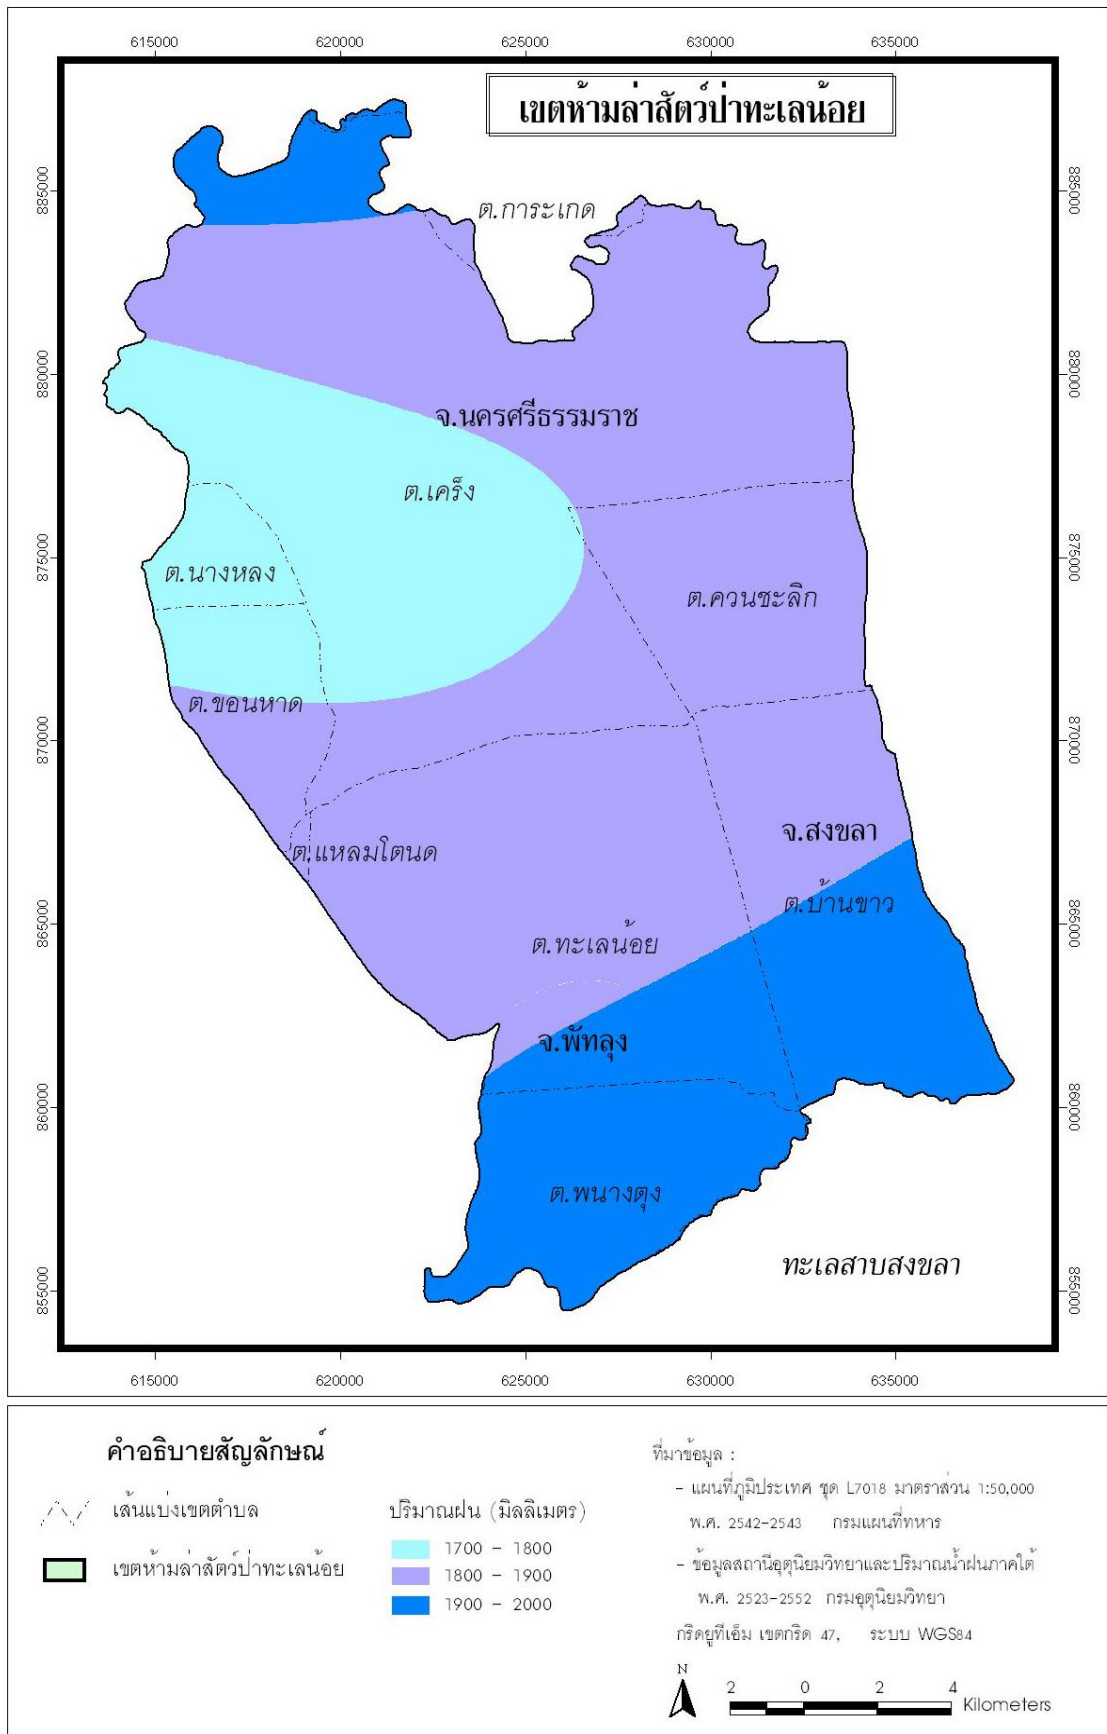 615000 620000 625000 630000 635000
เขตห้ามล่าสัตว์ป่าทะเลน้อย
885000 885000
ต.การะเกด
880000 880000
จ.นครศรีธรรมราช
ต.เคร็ง
875000 875000
ต.นางหลง
ต.ควนชะลิก
ต.ขอนหาด
870000 870000
จ.สงขลา
ต.แหลมโตนด
ต.บ้านขาว
865000 865000
ต.ทะเลน้อย
จ.พัทลุง
860000 860000
ต.พนางตุง
ทะเลสาบสงขลา
855000 855000
615000 620000 625000 630000 635000
คำอธิบายสัญลักษณ์
เส้นแบ่งเขตตำบล
เขตห้ามล่าสัตว์ป่าทะเลน้อย
ปริมาณฝน (มิลลิเมตร)
1700 - 1800
1800 - 1900
1900 - 2000
ที่มาข้อมูล :
- แผนที่ภูมิประเทศ ชุด L7018 มาตราส่วน 1:50,000
พ.ศ. 2542-2543 กรมแผนที่ทหาร
- ข้อมูลสถานีอุตุนิยมวิทยาและปริมาณน้ำฝนภาคใต้
พ.ศ. 2523-2552 กรมอุตุนิยมวิทยา
กริดยูทีเอ็ม เขตกริด 47, ระบบ WGS84
N
2 0 2 4 Kilometers